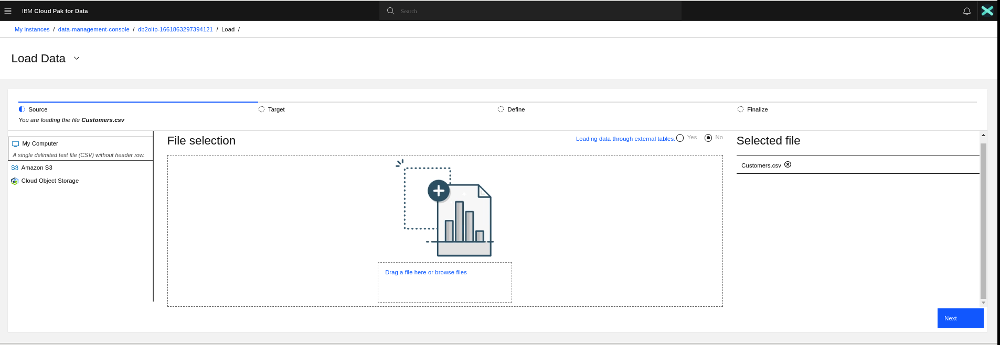 IBM Cloud Pak for Data
Search
My instances / data-management-console / db2oltp-1661863297394121 / Load /
Load Data
Source
Target
Define
Finalize
You are loading the file Customers.csv
My Computer
A single delimited text file (CSV) without header row.
S3 Amazon S3
Cloud Object Storage
File selection
Loading data through external tables. Yes No
Drag a file here or browse files
Selected file
Customers.csv
Next